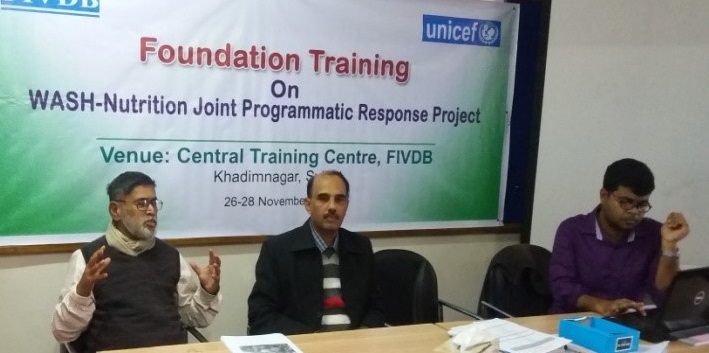 FIVDB
unicef
Foundation Training
On
WASH-Nutrition Joint Programmatic Response Project
Venue: Central Training Centre, FIVDB
Khadimnagar,
26-28 November